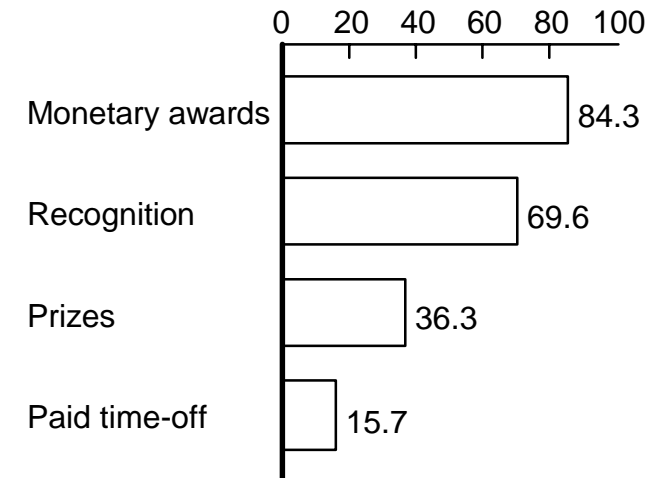 0 20 40 60 80 100
Monetary awards 84.3
Recognition 69.6
Prizes 36.3
Paid time-off 15.7